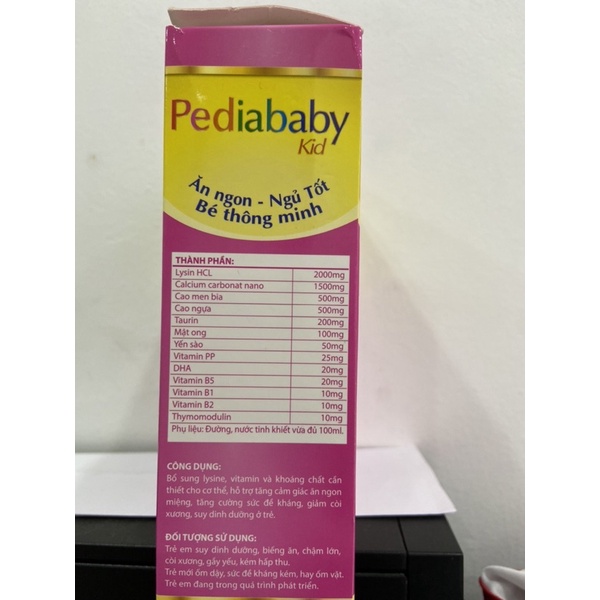 Pediababy
Kid
Ăn ngon - Ngủ Tốt
Bé thông minh
THÀNH PHẦN:
Lysin HCL 2000mg
Calcium carbonat nano 1500mg
Cao men bia 500mg
Cao ngựa 500mg
Taurin 200mg
Mật ong 100mg
Yến sào 50mg
Vitamin PP 25mg
DHA 20mg
Vitamin B5 20mg
Vitamin B1 10mg
Vitamin B2 10mg
Thymomodulin 10mg
Phụ liệu: Đường, nước tinh khiết vừa đủ 100ml.
CÔNG DỤNG:
Bổ sung lysine, vitamin và khoáng chất cần
thiết cho cơ thể, hỗ trợ tăng cảm giác ăn ngon
miệng, tăng cường sức đề kháng, giảm còi
xương, suy dinh dưỡng ở trẻ.
ĐỐI TƯỢNG SỬ DỤNG:
Trẻ em suy dinh dưỡng, biếng ăn, chậm lớn,
còi xương, gầy yếu, kém hấp thu.
Trẻ mới ốm dậy, sức đề kháng kém, hay ốm vặt.
Trẻ em đang trong quá trình phát triển.